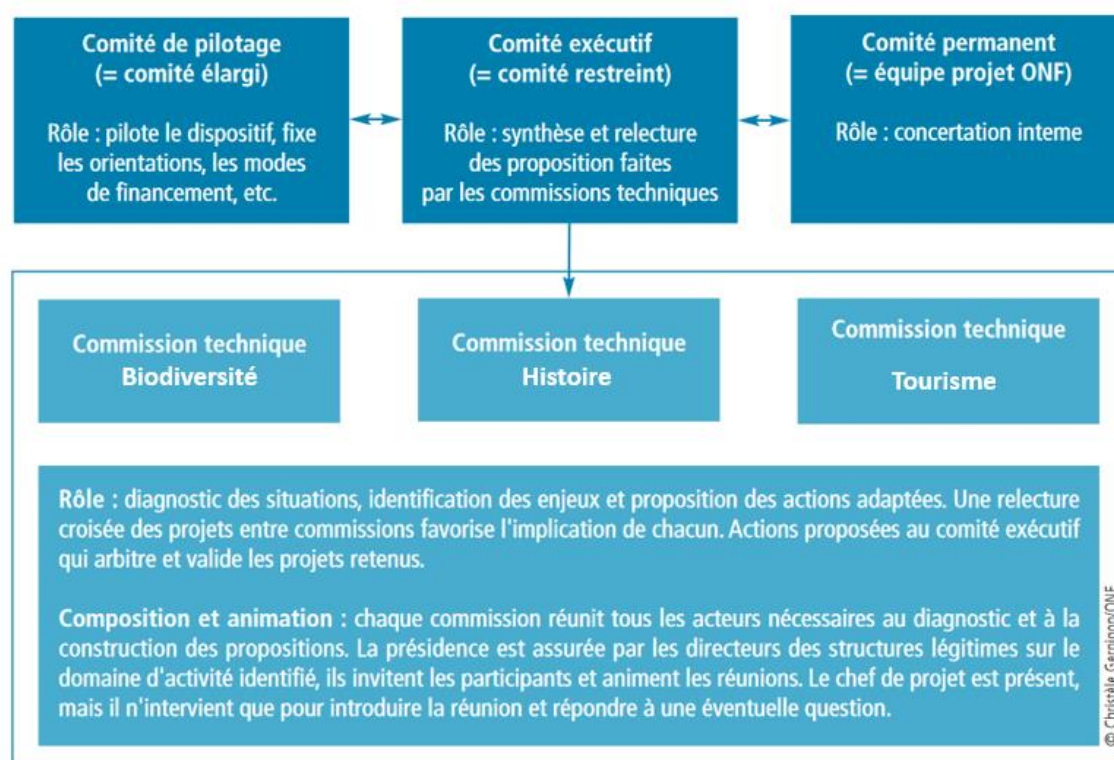 Comité de pilotage
(= comité élargi)
Rôle : pilote le dispositif, fixe
les orientations, les modes
de financement, etc.
Comité exécutif
(= comité restreint)
Rôle : synthèse et relecture
des proposition faites
par les commissions techniques
Comité permanent
(= équipe projet ONF)
Rôle : concertation interne
Commission technique
Biodiversité
Commission technique
Histoire
Commission technique
Tourisme
Rôle : diagnostic des situations, identification des enjeux et proposition des actions adaptées. Une relecture
croisée des projets entre commissions favorise l'implication de chacun. Actions proposées au comité exécutif
qui arbitre et valide les projets retenus.
Composition et animation : chaque commission réunit tous les acteurs nécessaires au diagnostic et à la
construction des propositions. La présidence est assurée par les directeurs des structures légitimes sur le
domaine d'activité identifié, ils invitent les participants et animent les réunions. Le chef de projet est présent,
mais il n'intervient que pour introduire la réunion et répondre à une éventuelle question.
© Christèle Gernigon/ONF